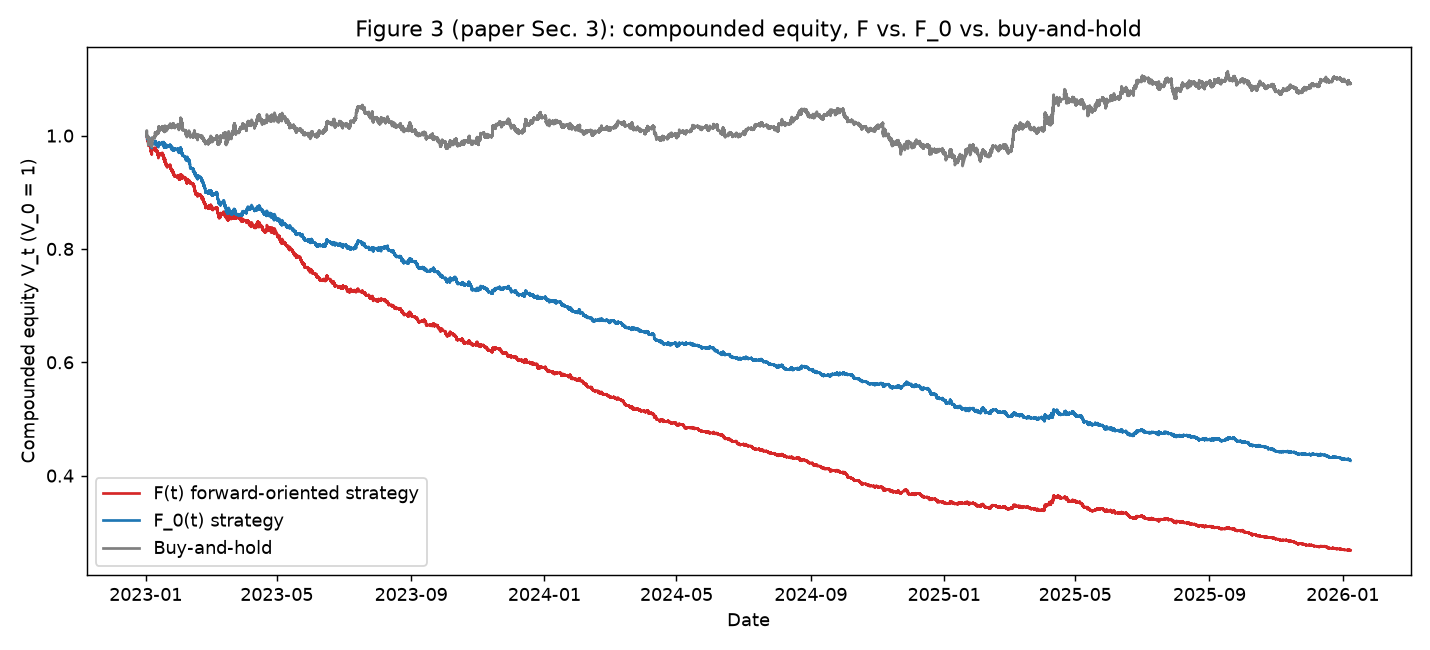 Figure 3 (paper Sec. 3): compounded equity, F vs. F_0 vs. buy-and-hold
Compounded equity V_t (V_0 = 1)
1.0
0.8
0.6
0.4
F(t) forward-oriented strategy
F_0(t) strategy
Buy-and-hold
2023-01 2023-05 2023-09 2024-01 2024-05 2024-09 2025-01 2025-05 2025-09 2026-01
Date